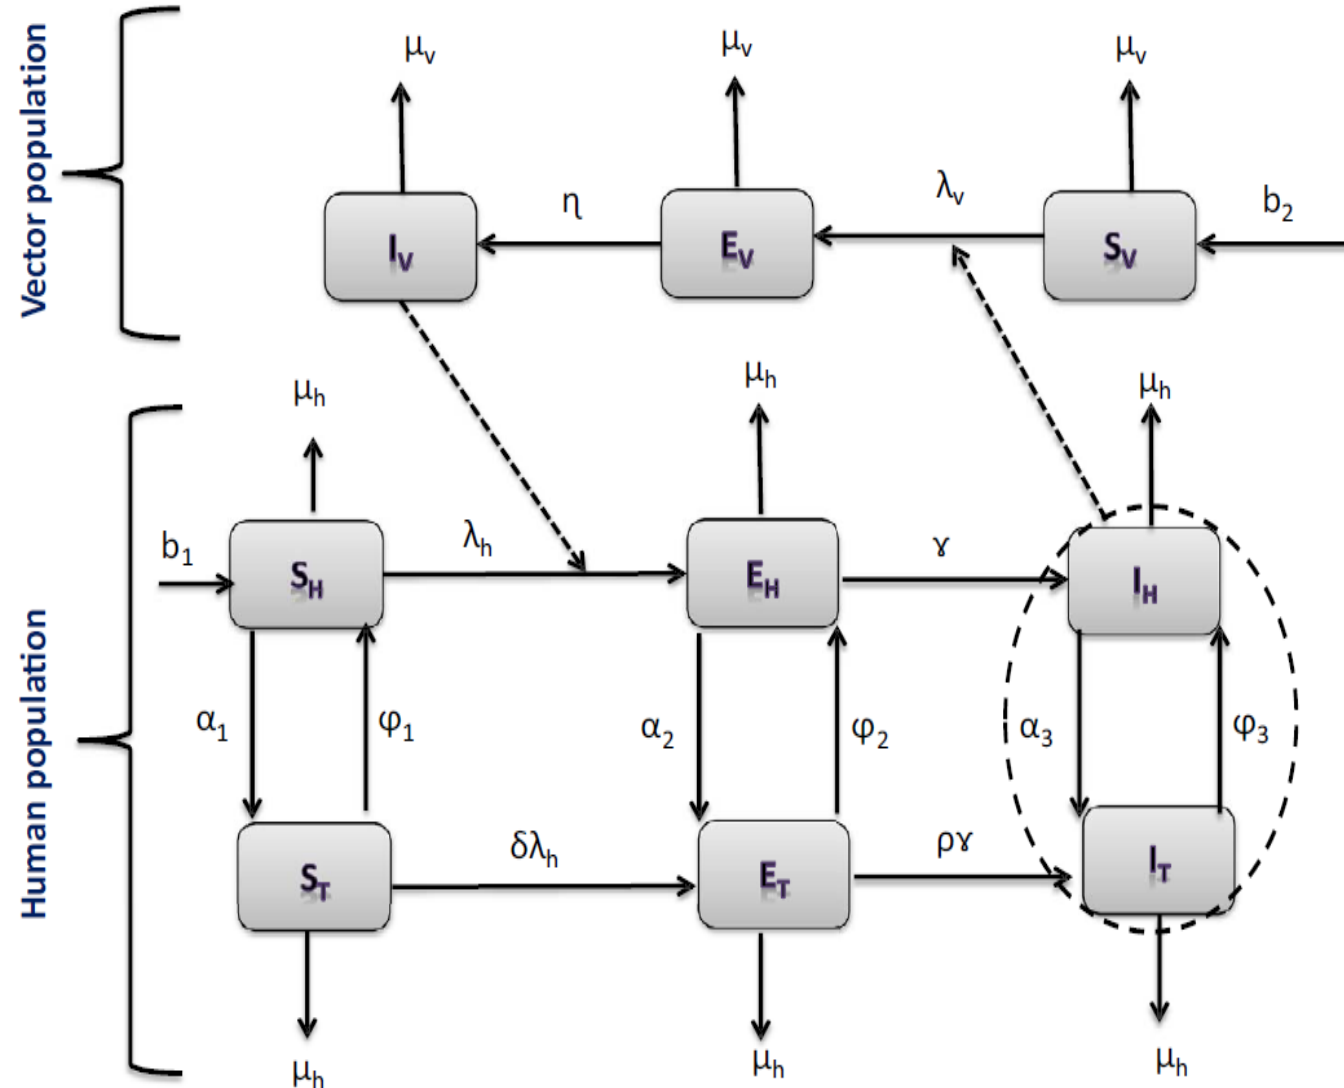 Vector population
μv μv μv
IV η EV λv SV b2
Human population
μh μh μh
b1 SH λh EH ɤ IH
α1 φ1 α2 φ2 α3 φ3
ST δλh ET ρɤ IT
μh μh μh